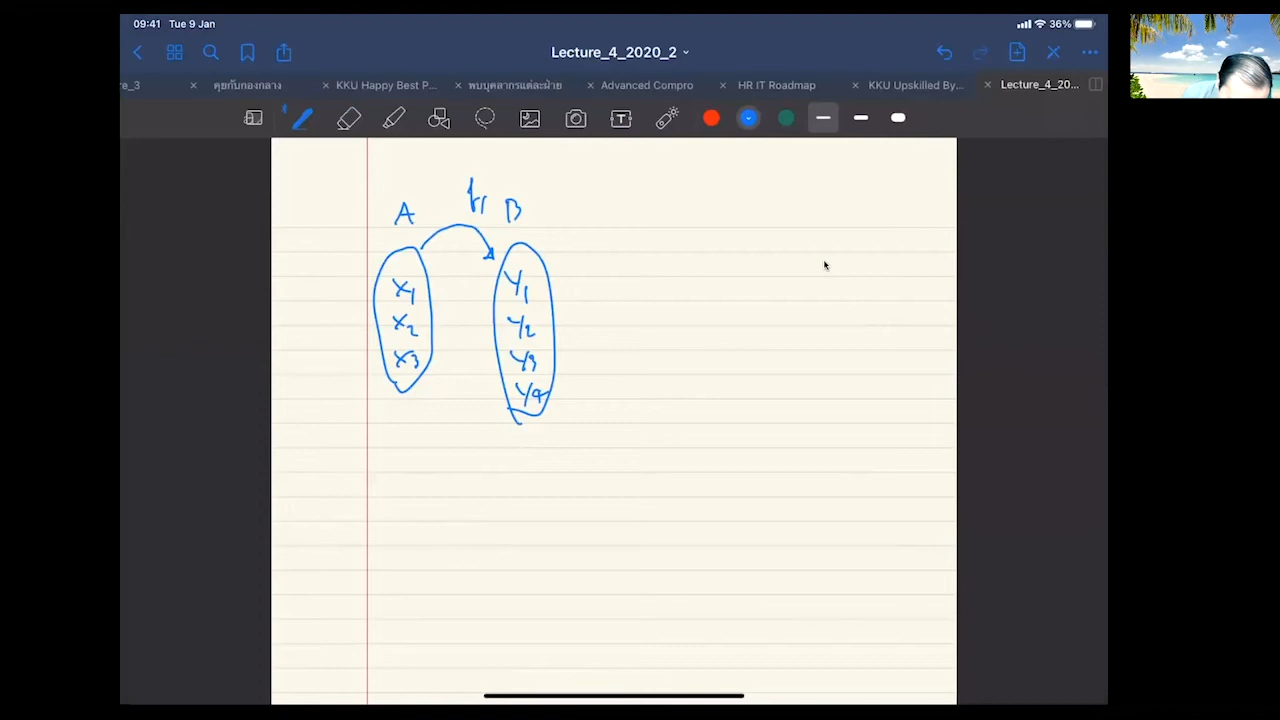 09:41 Tue 9 Jan
36%
Lecture_4_2020_2
re_3
คุยกับกองกลาง
KKU Happy Best P...
พบบุคลากรแต่ละฝ่าย
Advanced Compro
HR IT Roadmap
KKU Upskilled By...
Lecture_4_20...
T
A
B
x1
x2
x3
y1
y2
y3
y4